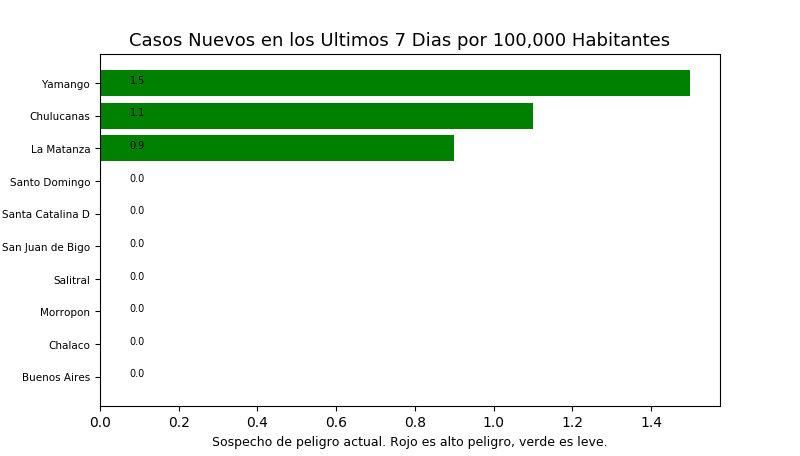 Casos Nuevos en los Ultimos 7 Dias por 100,000 Habitantes
Yamango 1.5
Chulucanas 1.1
La Matanza 0.9
Santo Domingo 0.0
Santa Catalina D 0.0
San Juan de Bigo 0.0
Salitral 0.0
Morropon 0.0
Chalaco 0.0
Buenos Aires 0.0
0.0 0.2 0.4 0.6 0.8 1.0 1.2 1.4
Sospecho de peligro actual. Rojo es alto peligro, verde es leve.